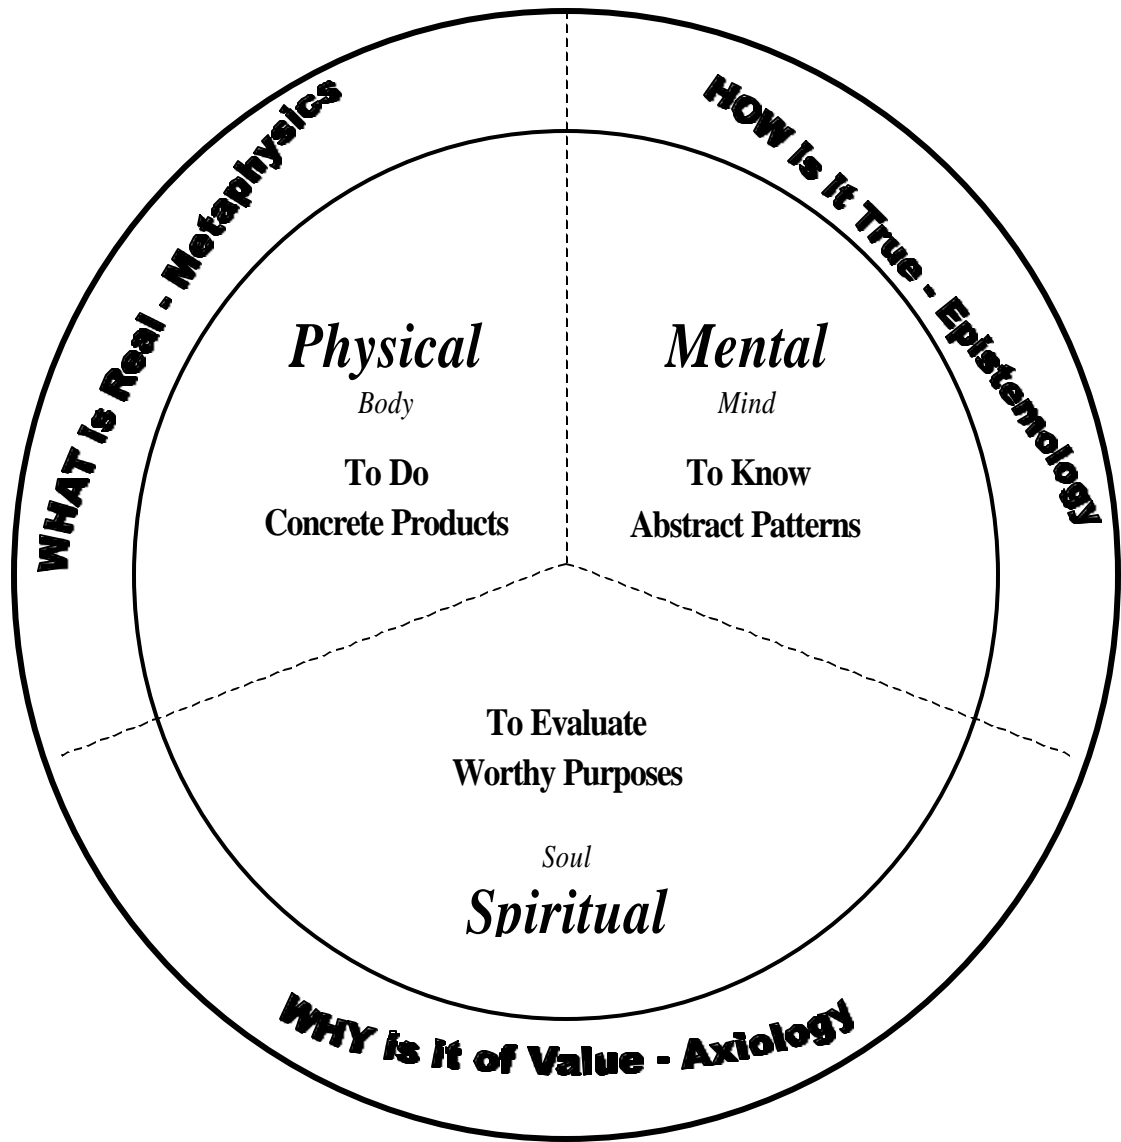 WHAT is Real - Metaphysics
HOW is it True - Epistemology
Physical
Body
To Do
Concrete Products
Mental
Mind
To Know
Abstract Patterns
To Evaluate
Worthy Purposes
Soul
Spiritual
WHY is it of Value - Axiology